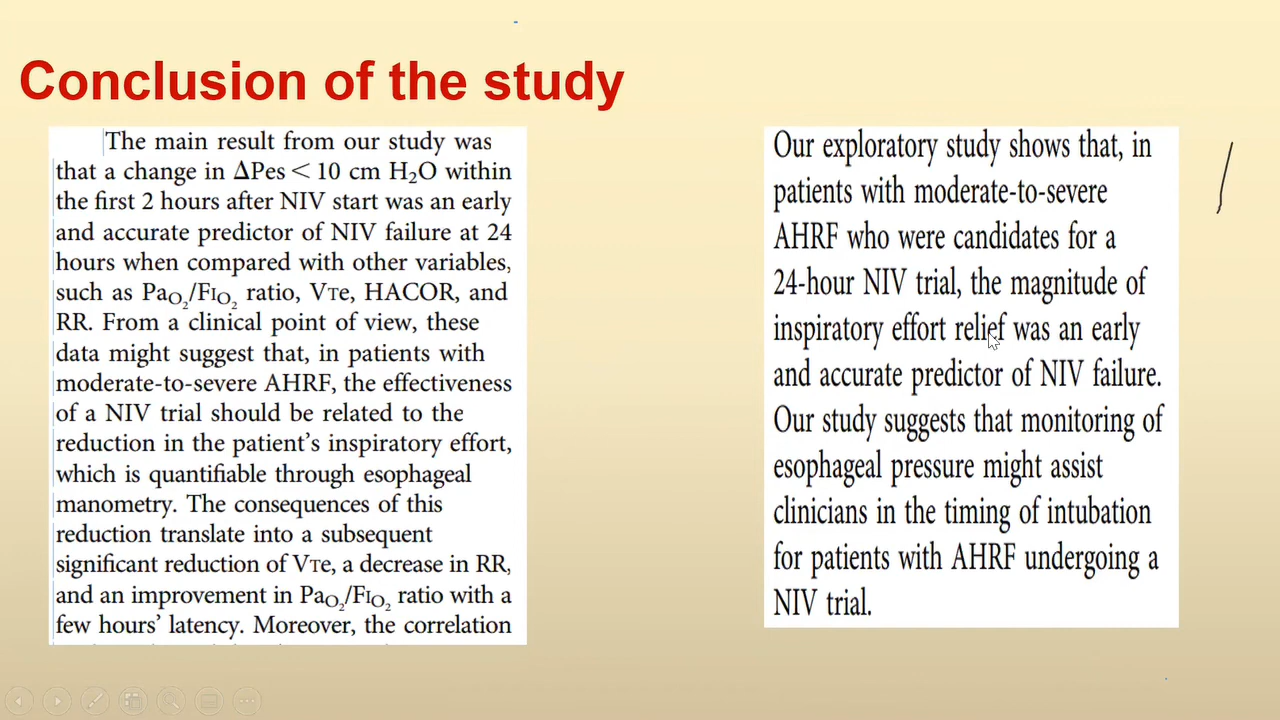 Conclusion of the study
The main result from our study was
that a change in ΔPes < 10 cm H₂O within
the first 2 hours after NIV start was an early
and accurate predictor of NIV failure at 24
hours when compared with other variables,
such as PaO₂/FIO₂ ratio, VTe, HACOR, and
RR. From a clinical point of view, these
data might suggest that, in patients with
moderate-to-severe AHRF, the effectiveness
of a NIV trial should be related to the
reduction in the patient's inspiratory effort,
which is quantifiable through esophageal
manometry. The consequences of this
reduction translate into a subsequent
significant reduction of VTe, a decrease in RR,
and an improvement in PaO₂/FIO₂ ratio with a
few hours' latency. Moreover, the correlation
Our exploratory study shows that, in
patients with moderate-to-severe
AHRF who were candidates for a
24-hour NIV trial, the magnitude of
inspiratory effort relief was an early
and accurate predictor of NIV failure.
Our study suggests that monitoring of
esophageal pressure might assist
clinicians in the timing of intubation
for patients with AHRF undergoing a
NIV trial.